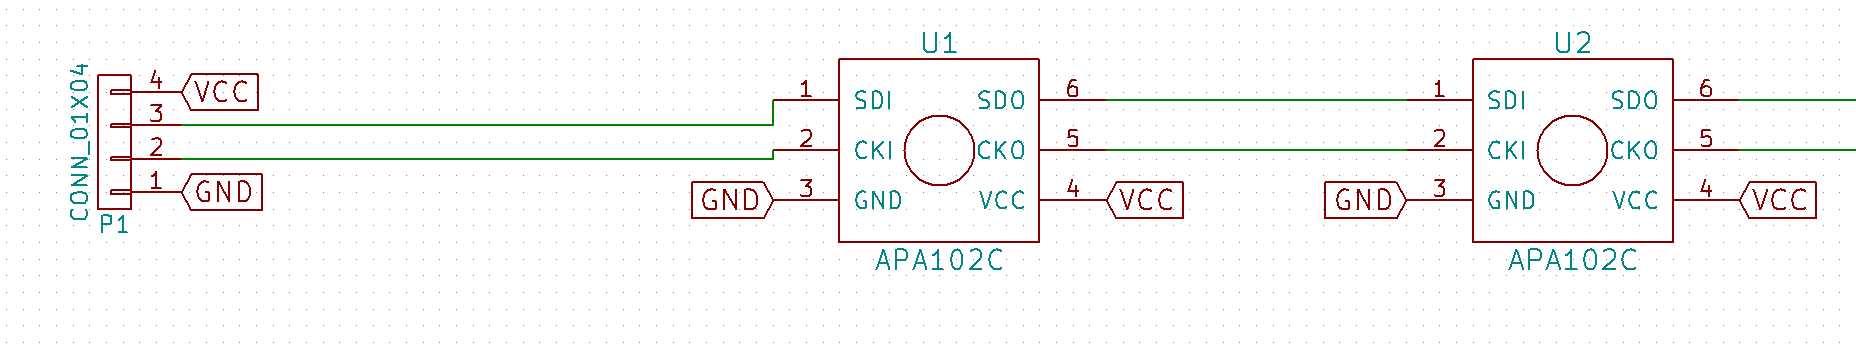 CONN_01X04
P1
4 VCC
3
2
1 GND
U1
1 SDI SDO 6
2 CKI CKO 5
GND 3 GND VCC 4 VCC
APA102C
U2
1 SDI SDO 6
2 CKI CKO 5
GND 3 GND VCC 4 VCC
APA102C